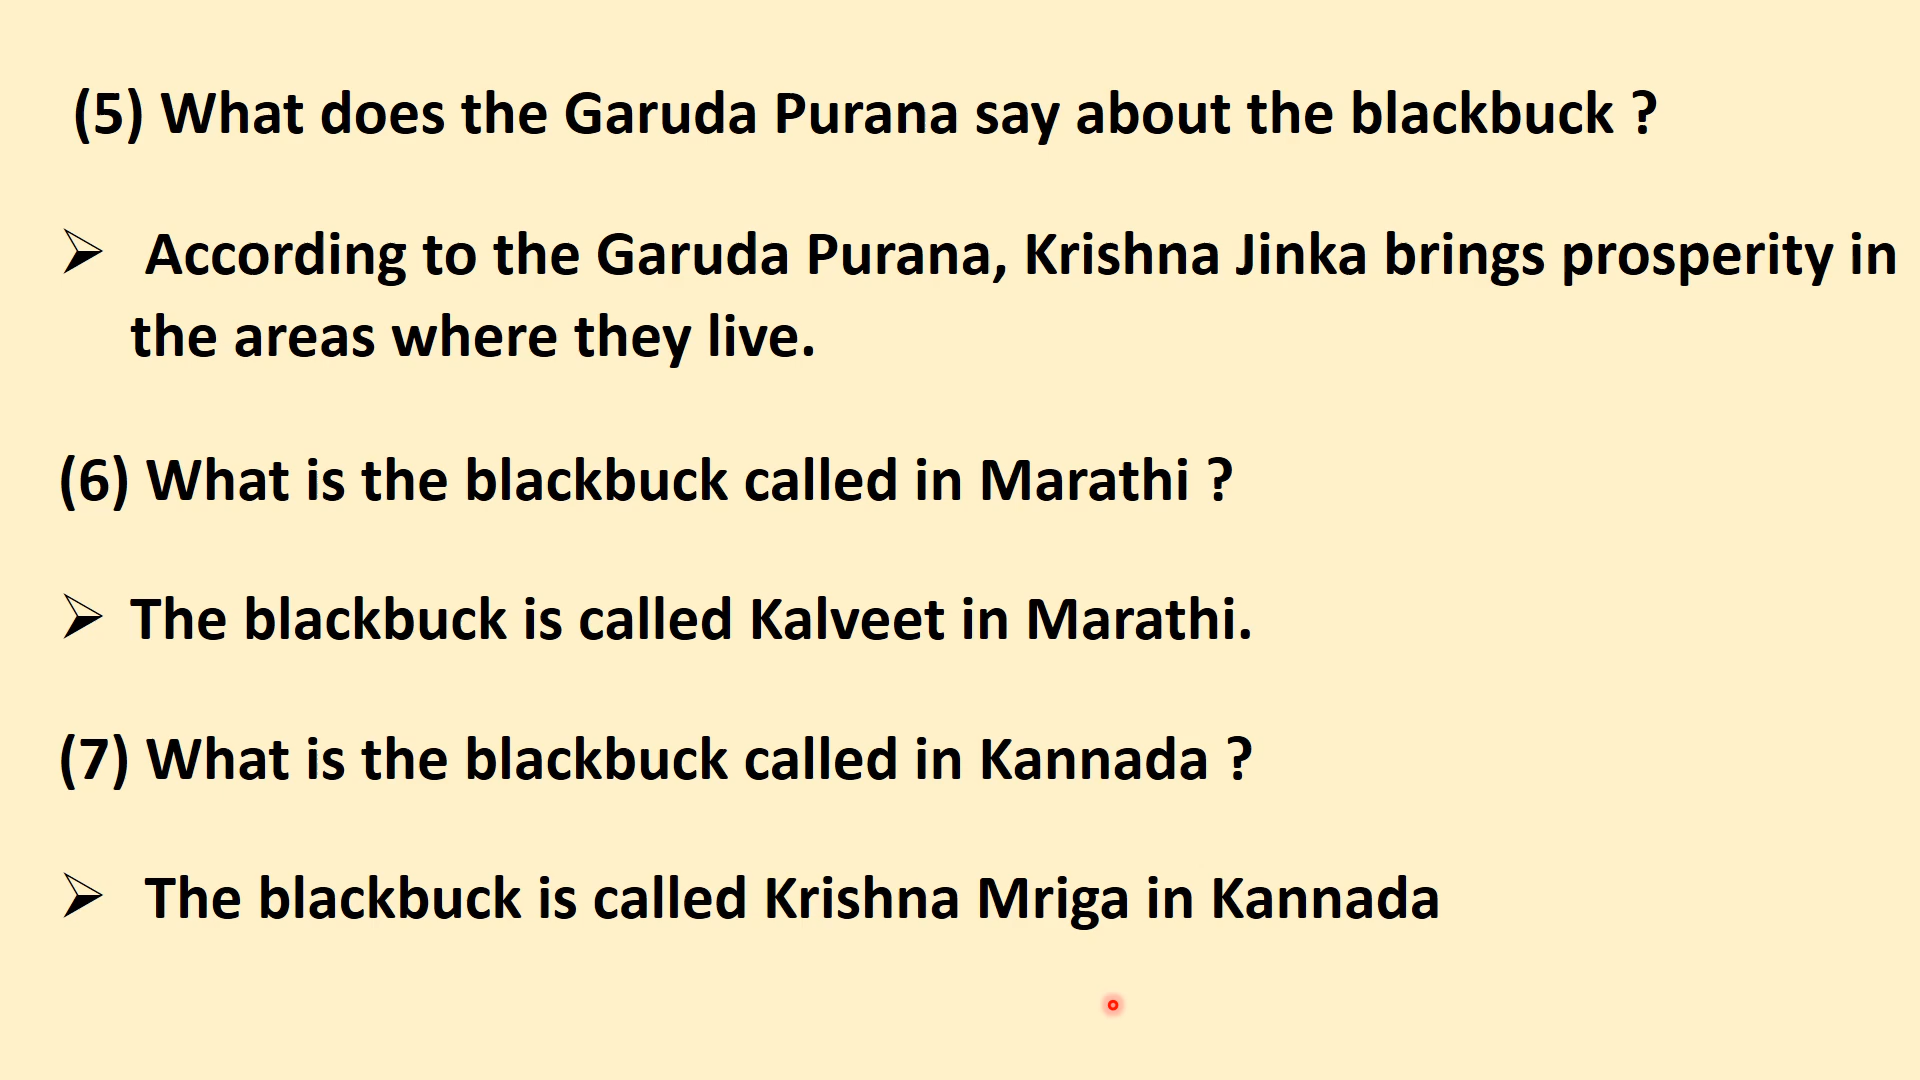 (5) What does the Garuda Purana say about the blackbuck ?
➢ According to the Garuda Purana, Krishna Jinka brings prosperity in
the areas where they live.
(6) What is the blackbuck called in Marathi ?
➢ The blackbuck is called Kalveet in Marathi.
(7) What is the blackbuck called in Kannada ?
➢ The blackbuck is called Krishna Mriga in Kannada